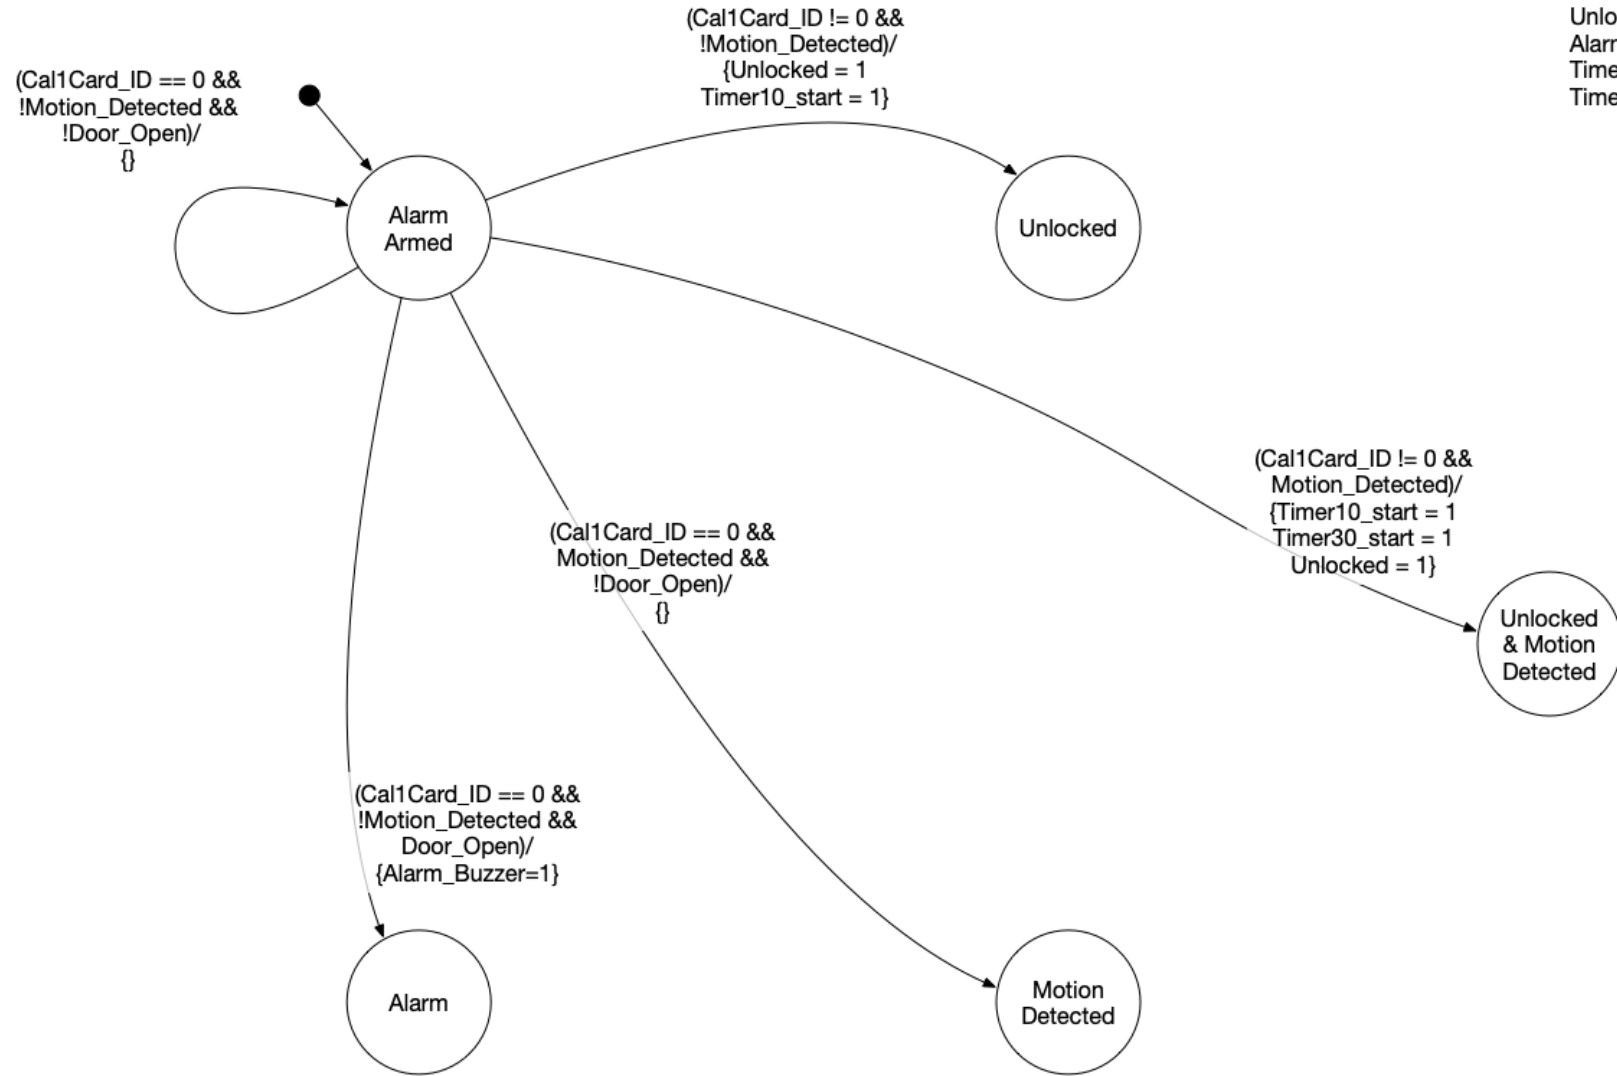 (Cal1Card_ID == 0 &&
!Motion_Detected &&
!Door_Open)/
{}
(Cal1Card_ID != 0 &&
!Motion_Detected)/
{Unlocked = 1
Timer10_start = 1}
Alarm
Armed
Unlocked
(Cal1Card_ID != 0 &&
Motion_Detected)/
{Timer10_start = 1
Timer30_start = 1
Unlocked = 1}
Unlocked
& Motion
Detected
(Cal1Card_ID == 0 &&
Motion_Detected &&
!Door_Open)/
{}
(Cal1Card_ID == 0 &&
!Motion_Detected &&
Door_Open)/
{Alarm_Buzzer=1}
Alarm
Motion
Detected